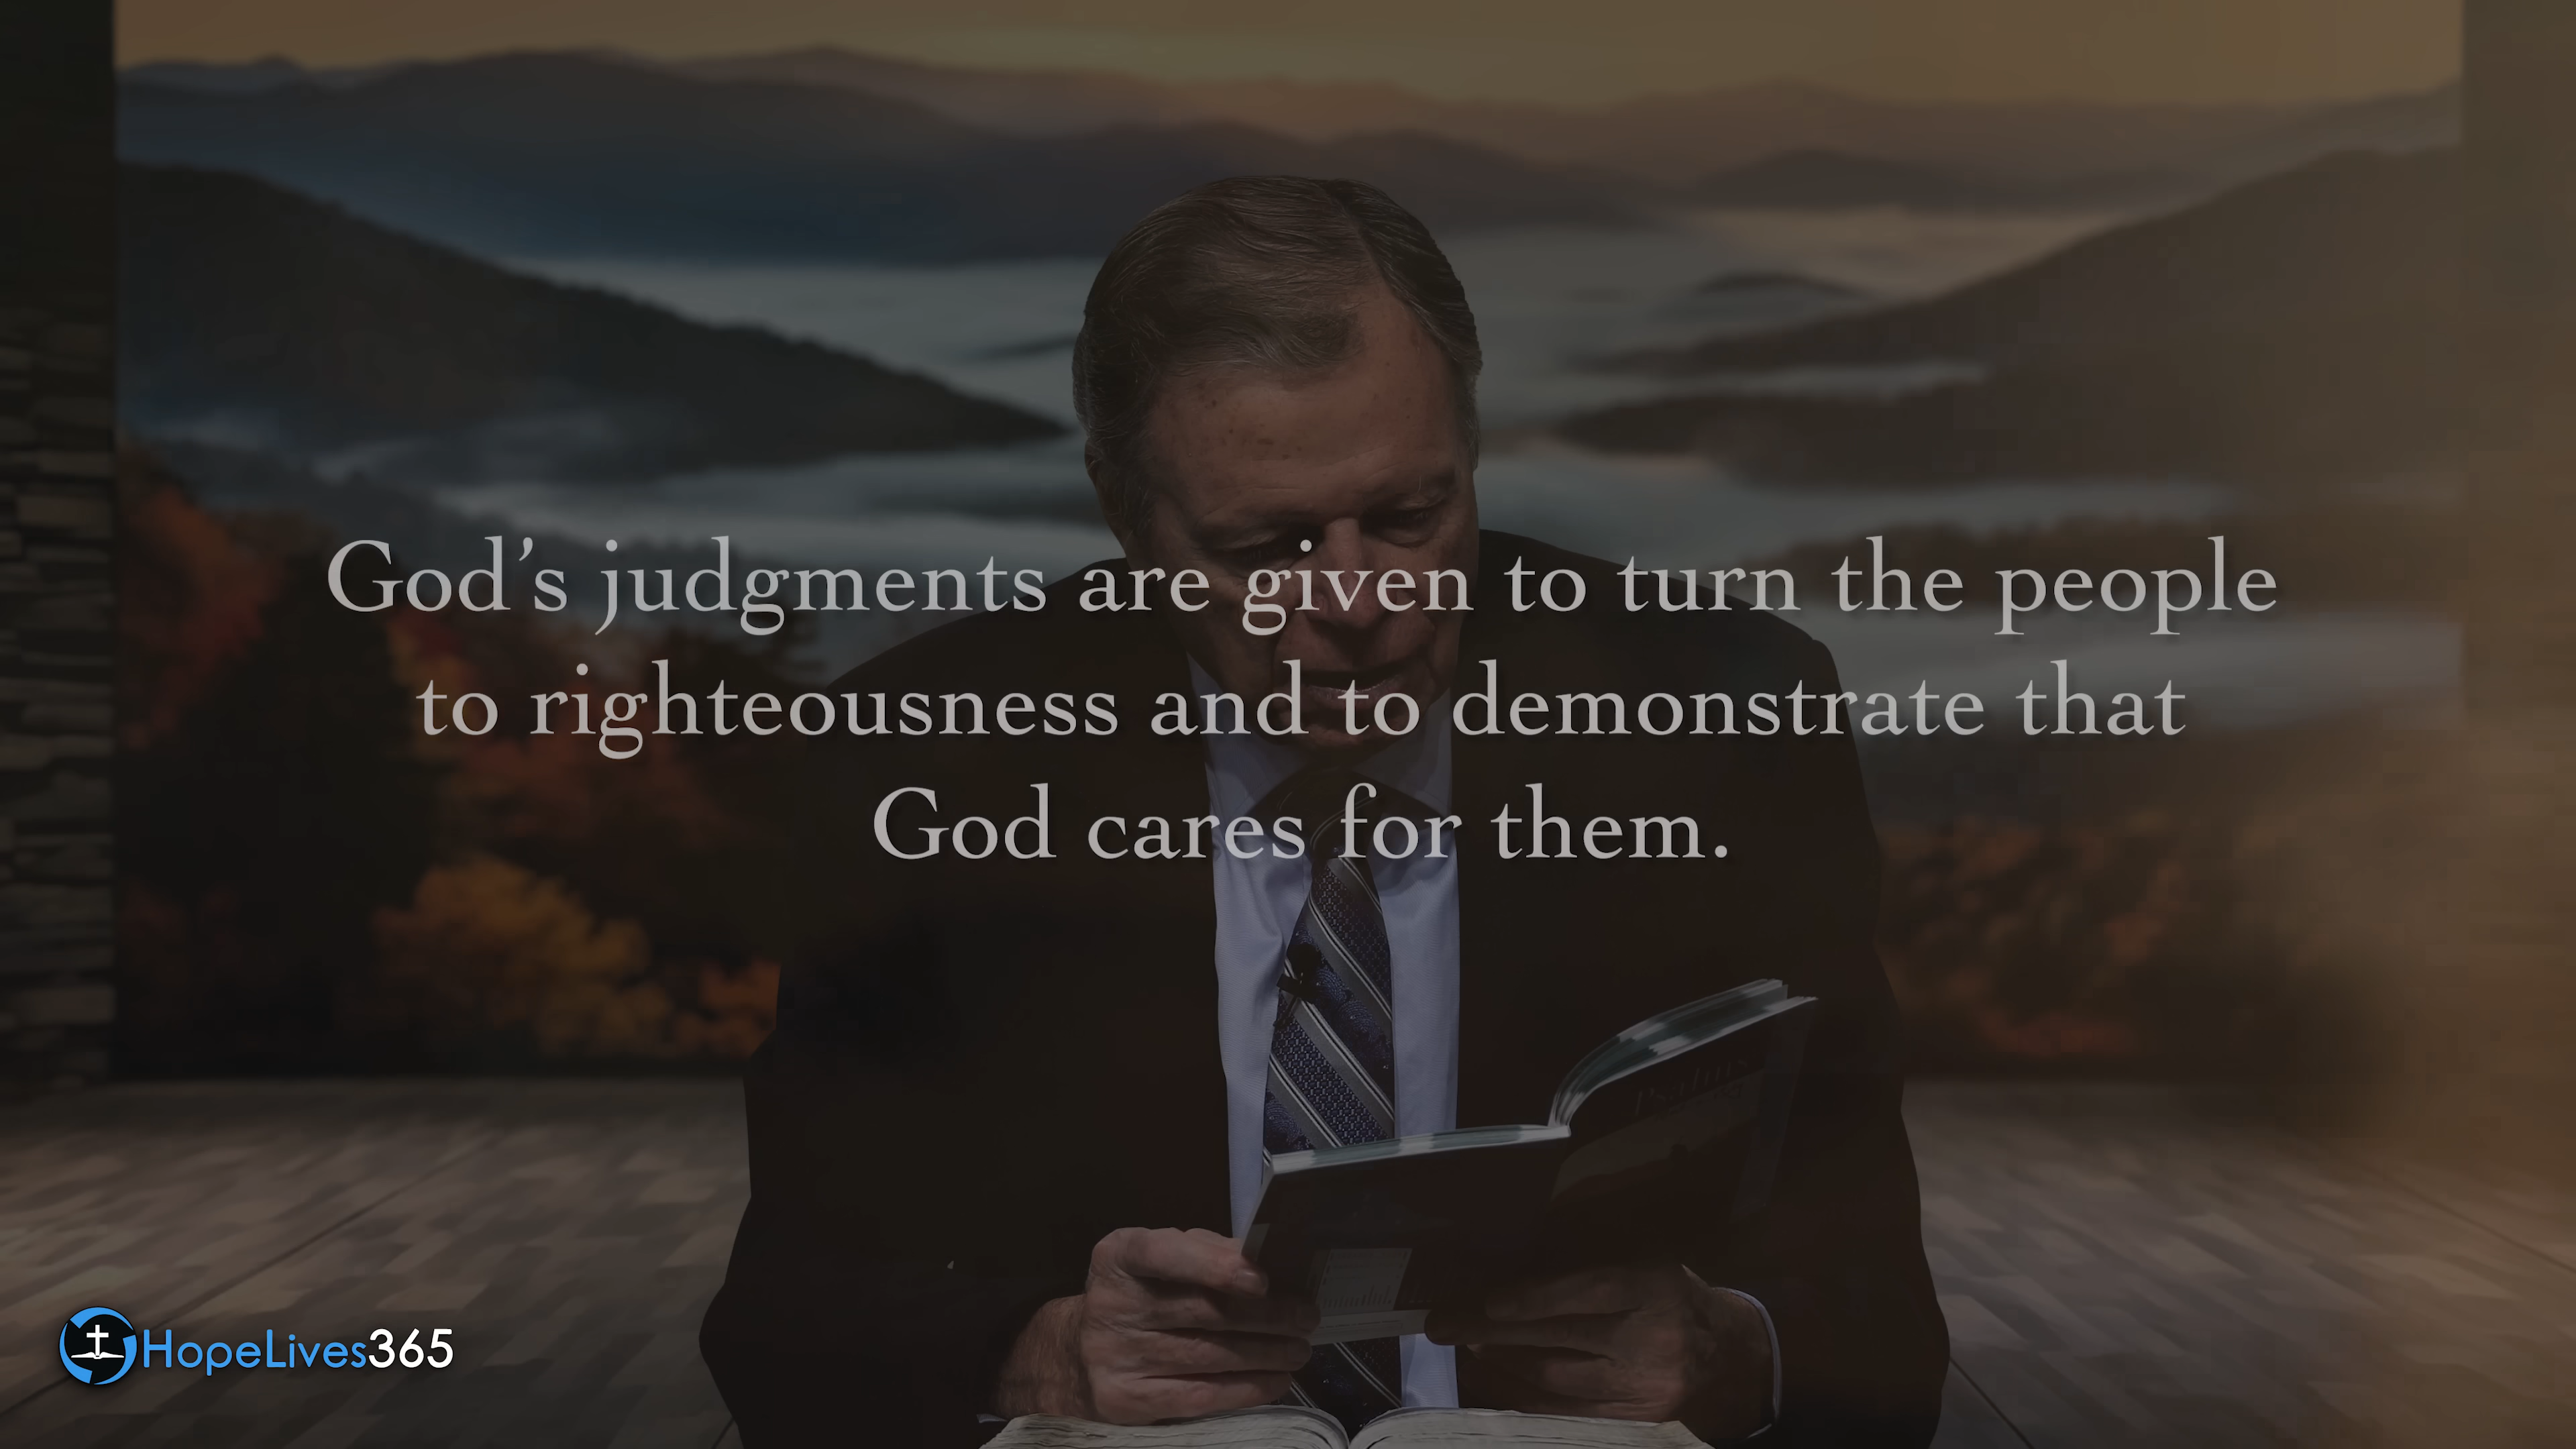 God’s judgments are given to turn the people
to righteousness and to demonstrate that
God cares for them.
Psalms
HopeLives365